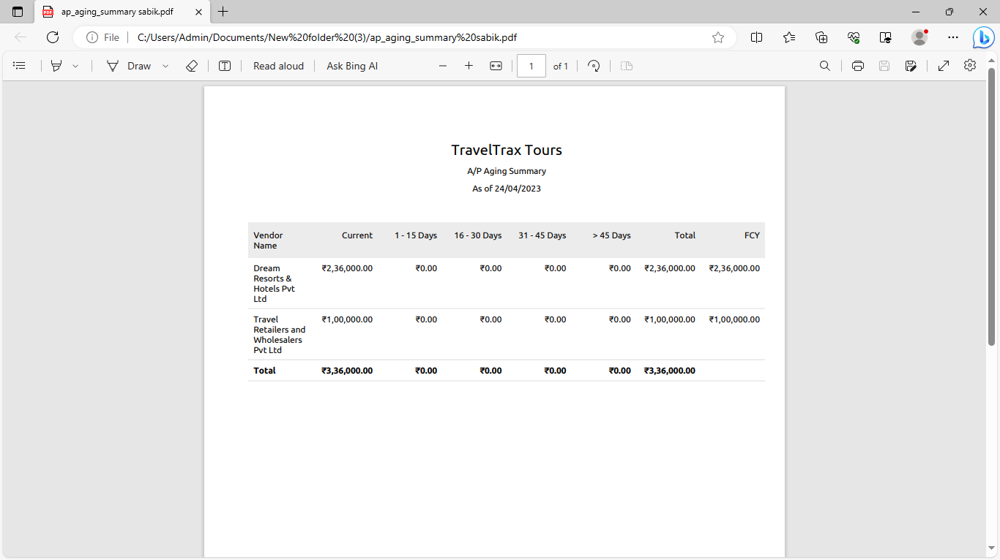 ap_aging_summary sabik.pdf
File C:/Users/Admin/Documents/New%20folder%20(3)/ap_aging_summary%20sabik.pdf
Draw Read aloud Ask Bing AI 1 of 1
TravelTrax Tours
A/P Aging Summary
As of 24/04/2023
Vendor Name Current 1 - 15 Days 16 - 30 Days 31 - 45 Days > 45 Days Total FCY
Dream Resorts & Hotels Pvt Ltd ₹2,36,000.00 ₹0.00 ₹0.00 ₹0.00 ₹0.00 ₹2,36,000.00 ₹2,36,000.00
Travel Retailers and Wholesalers Pvt Ltd ₹1,00,000.00 ₹0.00 ₹0.00 ₹0.00 ₹0.00 ₹1,00,000.00 ₹1,00,000.00
Total ₹3,36,000.00 ₹0.00 ₹0.00 ₹0.00 ₹0.00 ₹3,36,000.00